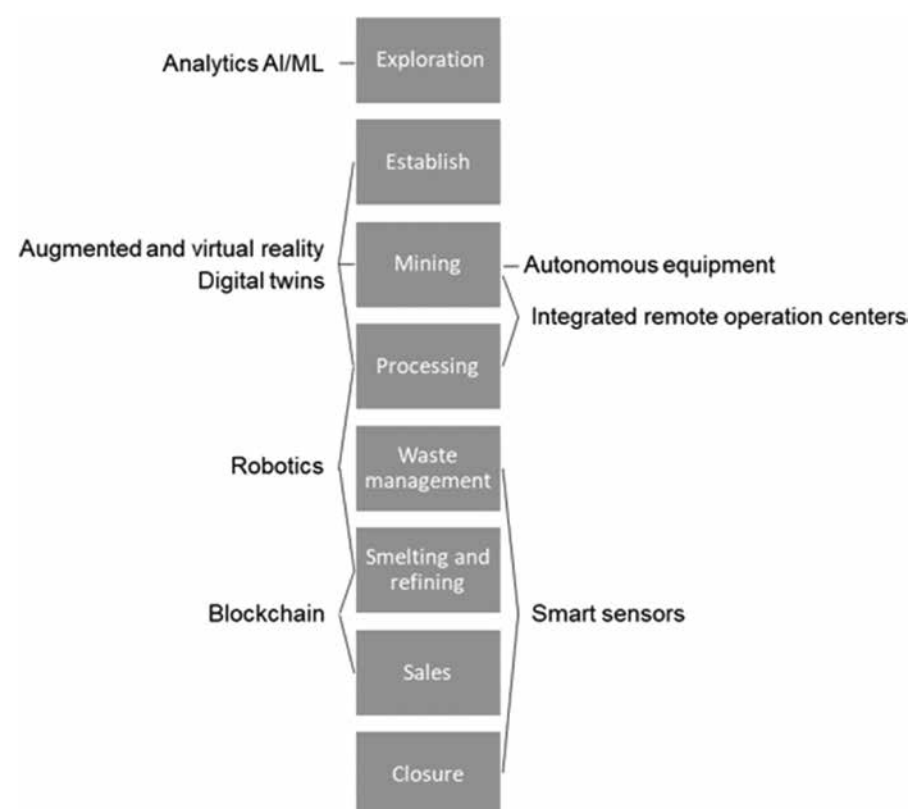 Exploration
Analytics AI/ML
Establish
Augmented and virtual reality
Digital twins
Mining
Autonomous equipment
Integrated remote operation centers
Processing
Robotics
Waste
management
Smelting and
refining
Blockchain
Smart sensors
Sales
Closure